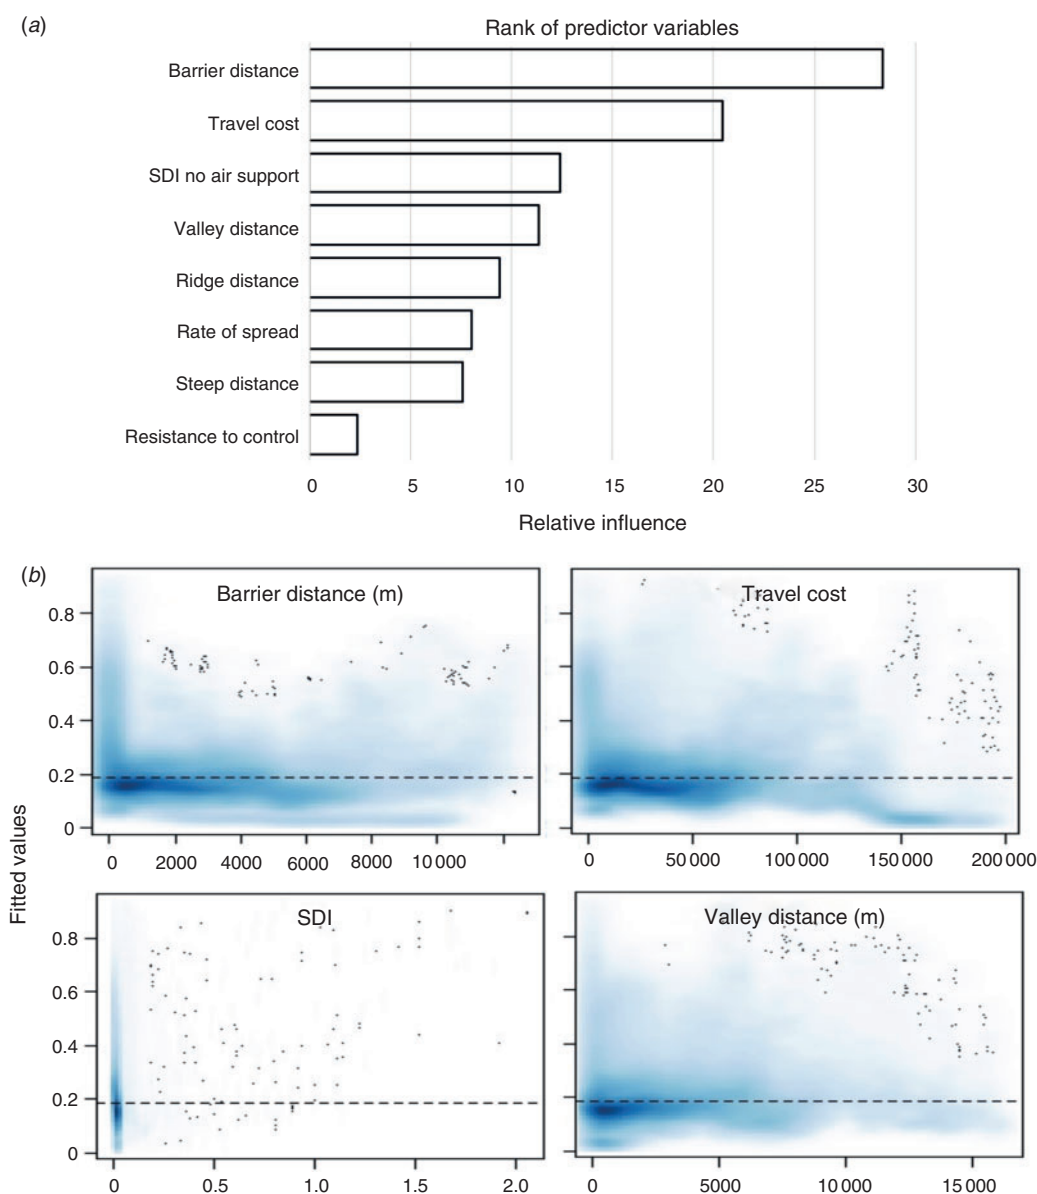 (a)
Rank of predictor variables
Barrier distance
Travel cost
SDI no air support
Valley distance
Ridge distance
Rate of spread
Steep distance
Resistance to control
0 5 10 15 20 25 30
Relative influence
(b)
Barrier distance (m)
Travel cost
0.8
0.6
0.4
0.2
0
0 2000 4000 6000 8000 10 000
0 50 000 100 000 150 000 200 000
Fitted values
SDI
Valley distance (m)
0.8
0.6
0.4
0.2
0
0 0.5 1.0 1.5 2.0
0 5000 10 000 15 000